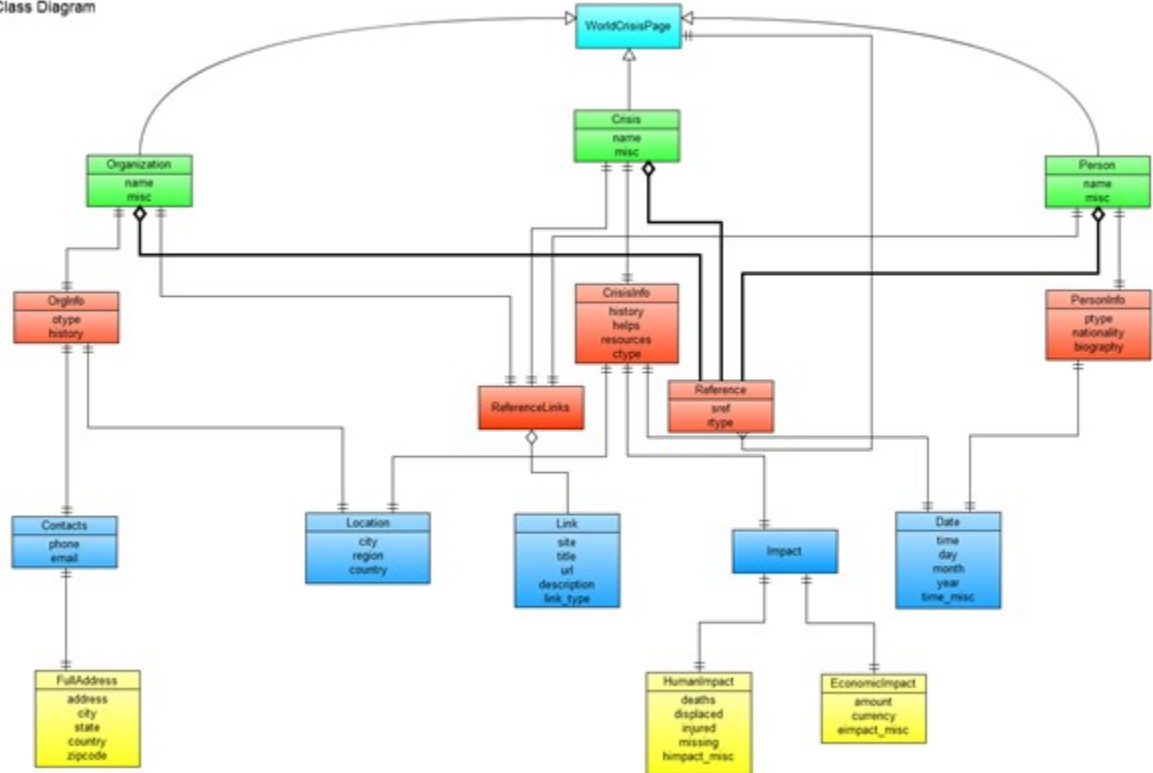 Class Diagram
WorldCrisisPage
Crisis
name
misc
Organization
name
misc
Person
name
misc
OrgInfo
otype
history
CrisisInfo
history
helps
resources
ctype
PersonInfo
ptype
nationality
biography
ReferenceLinks
Reference
sref
rtype
Contacts
phone
email
Location
city
region
country
Link
site
title
url
description
link_type
Impact
Date
time
day
month
year
time_misc
FullAddress
address
city
state
country
zipcode
HumanImpact
deaths
displaced
injured
missing
himpact_misc
EconomicImpact
amount
currency
eimpact_misc